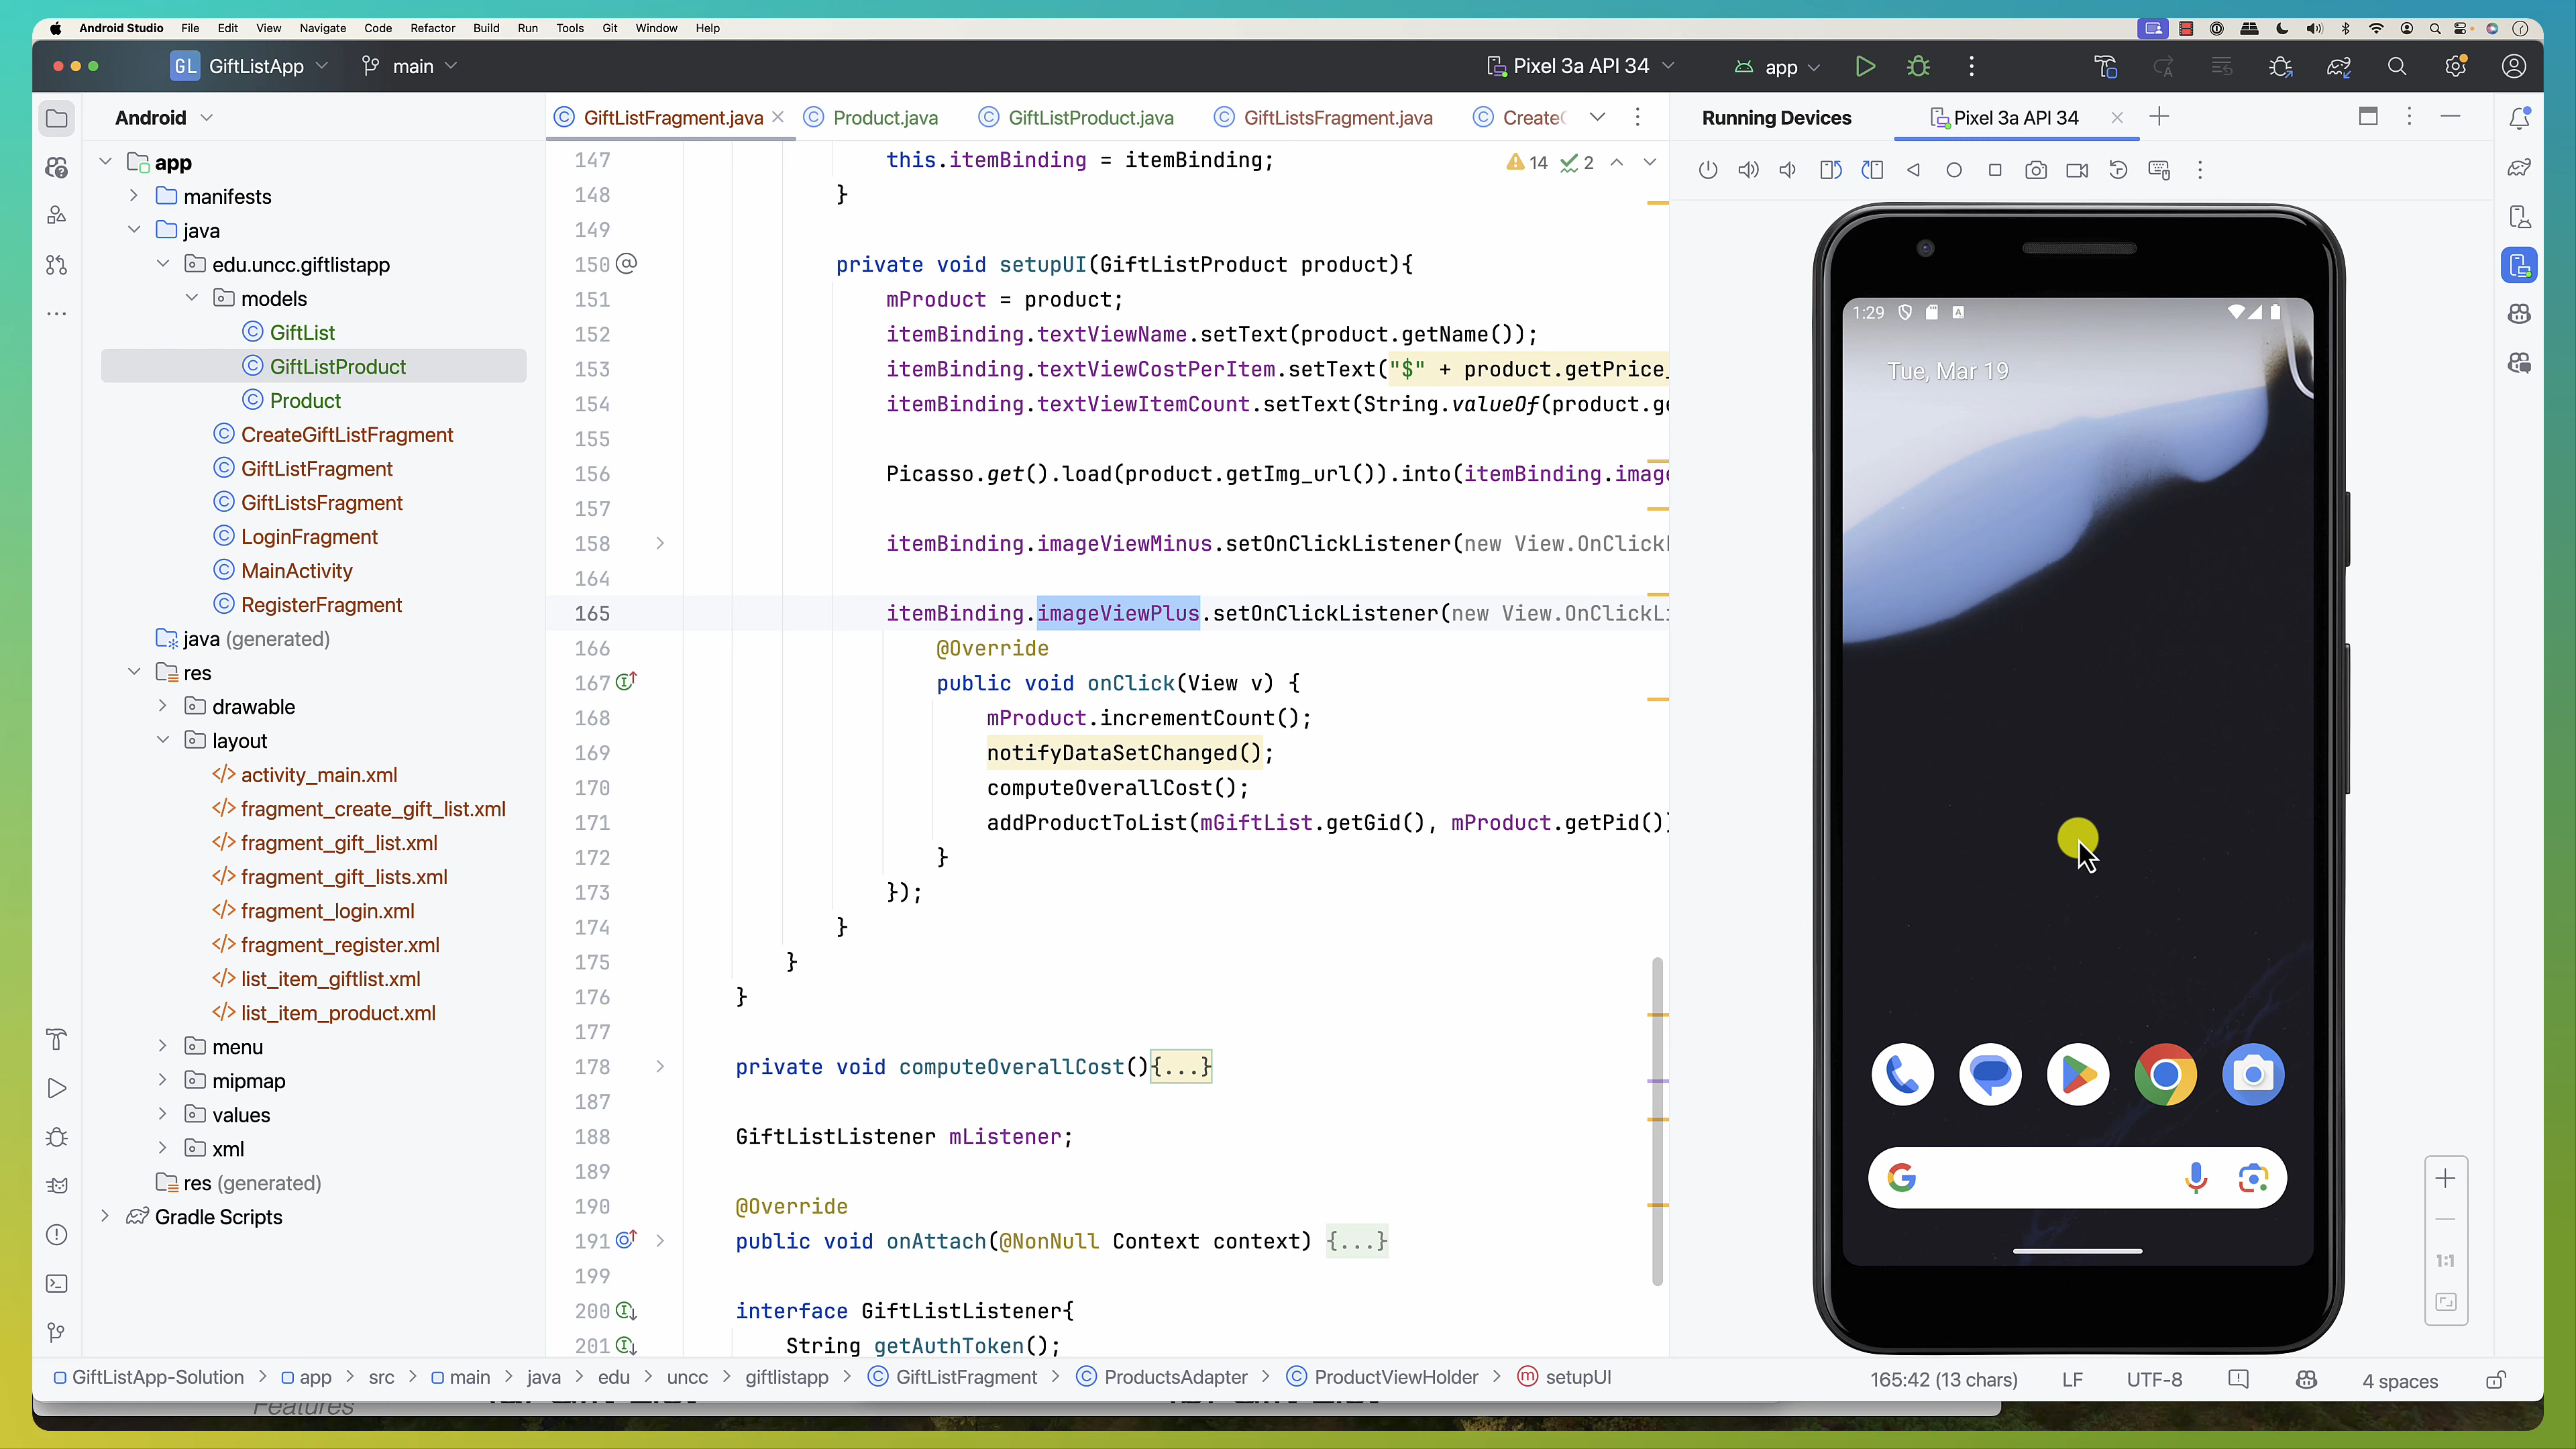 Android Studio File Edit View Navigate Code Refactor Build Run Tools Git Window Help
GL GiftListApp main Pixel 3a API 34 app
Android
GiftListFragment.java Product.java GiftListProduct.java GiftListsFragment.java Create
Running Devices Pixel 3a API 34
app
manifests
java
edu.uncc.giftlistapp
models
GiftList
GiftListProduct
Product
CreateGiftListFragment
GiftListFragment
GiftListsFragment
LoginFragment
MainActivity
RegisterFragment
java (generated)
res
drawable
layout
activity_main.xml
fragment_create_gift_list.xml
fragment_gift_list.xml
fragment_gift_lists.xml
fragment_login.xml
fragment_register.xml
list_item_giftlist.xml
list_item_product.xml
menu
mipmap
values
xml
res (generated)
Gradle Scripts
14 2
147 this.itemBinding = itemBinding;
148 }
149
150 @ private void setupUI(GiftListProduct product){
151 mProduct = product;
152 itemBinding.textViewName.setText(product.getName());
153 itemBinding.textViewCostPerItem.setText("$" + product.getPrice_
154 itemBinding.textViewItemCount.setText(String.valueOf(product.ge
155
156 Picasso.get().load(product.getImg_url()).into(itemBinding.image
157
158 itemBinding.imageViewMinus.setOnClickListener(new View.OnClickl
164
165 itemBinding.imageViewPlus.setOnClickListener(new View.OnClickLi
166 @Override
167 public void onClick(View v) {
168 mProduct.incrementCount();
169 notifyDataSetChanged();
170 computeOverallCost();
171 addProductToList(mGiftList.getGid(), mProduct.getPid()
172 }
173 });
174 }
175 }
176 }
177
178 private void computeOverallCost(){...}
187
188 GiftListListener mListener;
189
190 @Override
191 public void onAttach(@NonNull Context context) {...}
199
200 interface GiftListListener{
201 String getAuthToken();
1:29
Tue, Mar 19
1:1
GiftListApp-Solution app src main java edu uncc giftlistapp GiftListFragment ProductsAdapter ProductViewHolder setupUI
165:42 (13 chars) LF UTF-8 4 spaces
Features